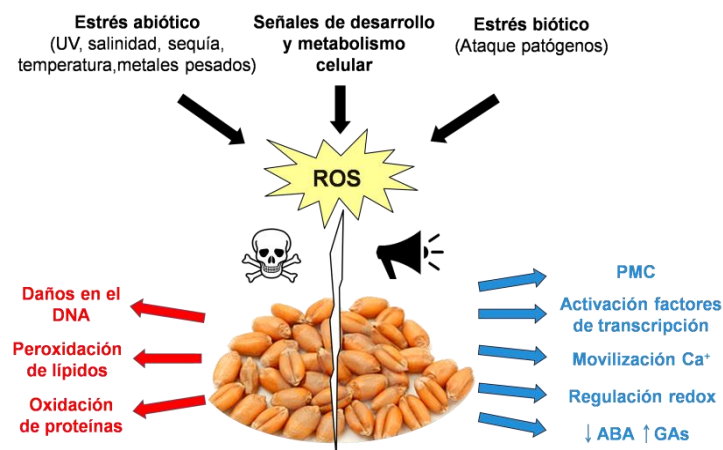 Estrés abiótico
(UV, salinidad, sequía,
temperatura,metales pesados)
Señales de desarrollo
y metabolismo
celular
Estrés biótico
(Ataque patógenos)
ROS
Daños en el
DNA
Peroxidación
de lípidos
Oxidación
de proteínas
PMC
Activación factores
de transcripción
Movilización Ca⁺
Regulación redox
↓ ABA ↑ GAs